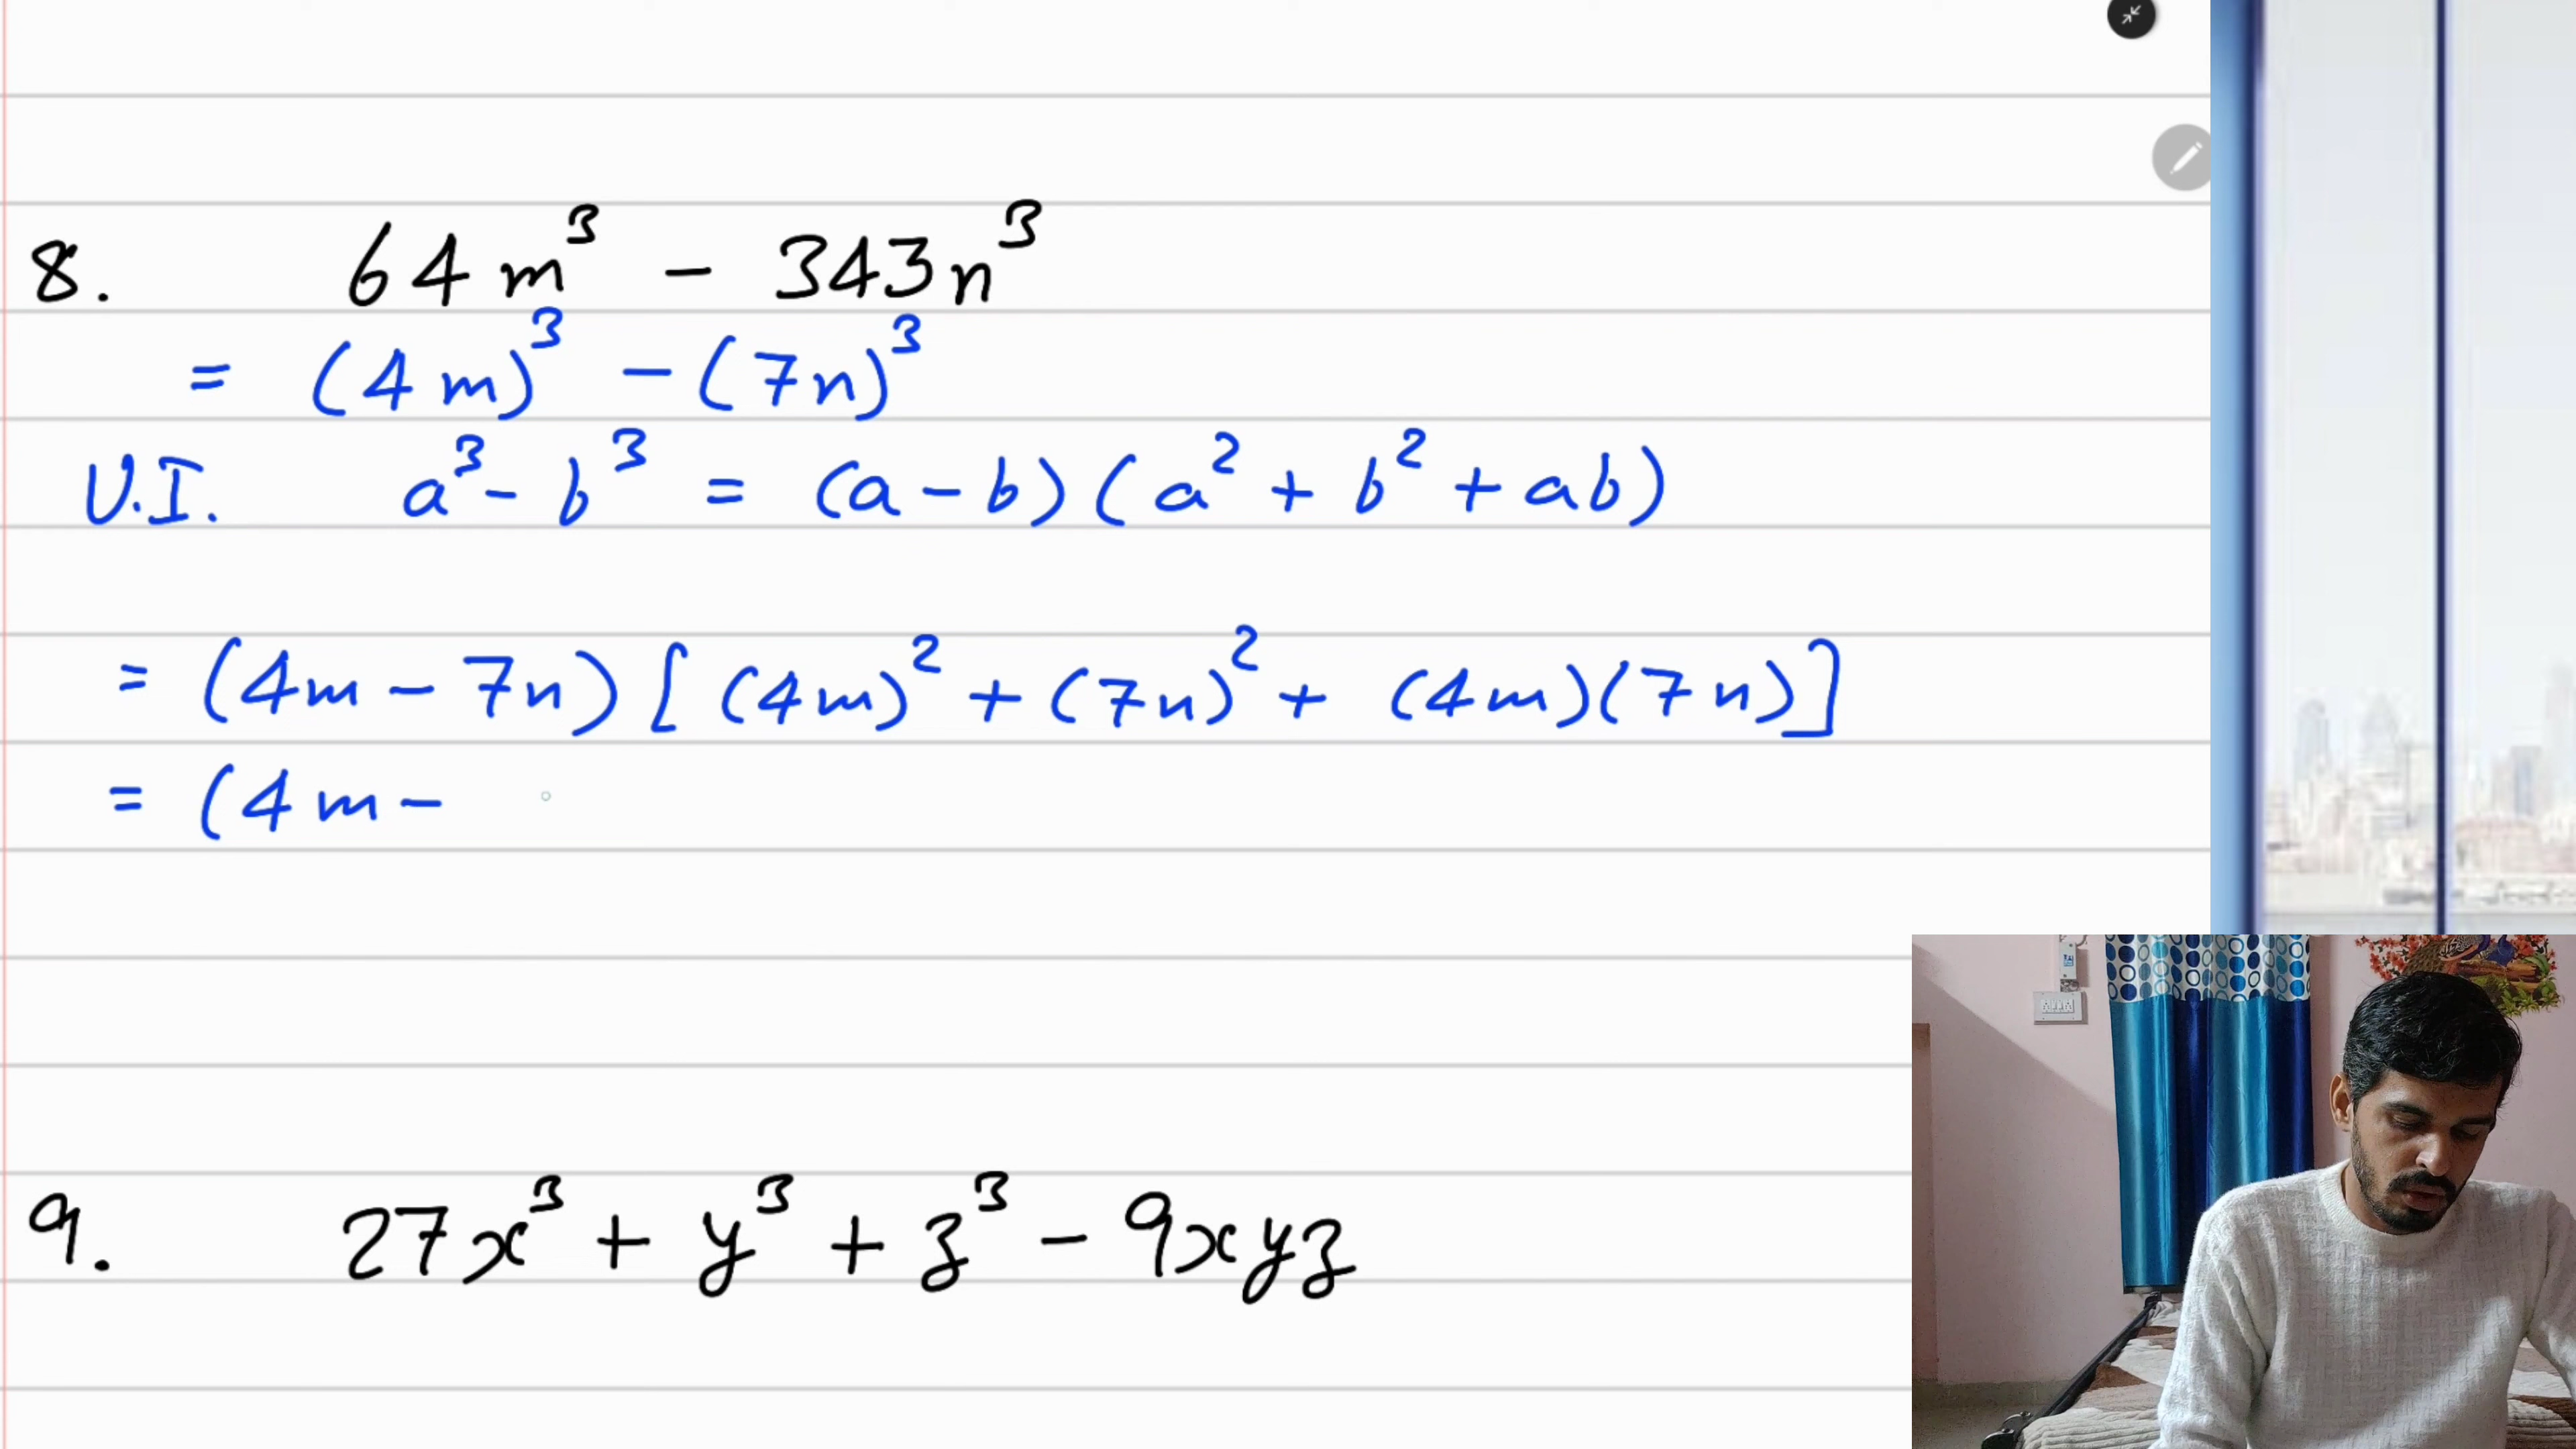 8. 64m³ - 343n³
= (4m)³ - (7n)³
U.I. a³ - b³ = (a - b)(a² + b² + ab)
= (4m - 7n)[(4m)² + (7n)² + (4m)(7n)]
= (4m -
9. 27x³ + y³ + z³ - 9xyz